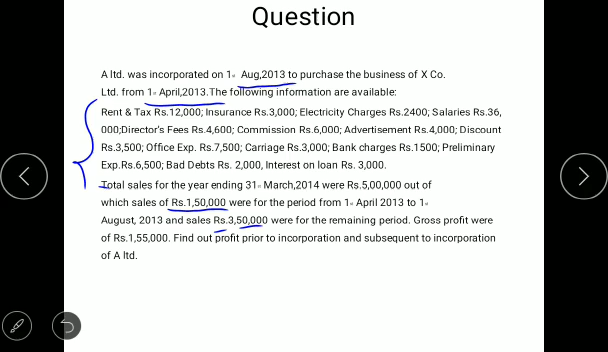 Question
A ltd. was incorporated on 1st Aug,2013 to purchase the business of X Co.
Ltd. from 1st April,2013.The following information are available:
Rent & Tax Rs.12,000; Insurance Rs.3,000; Electricity Charges Rs.2400; Salaries Rs.36,
000;Director's Fees Rs.4,600; Commission Rs.6,000; Advertisement Rs.4,000; Discount
Rs.3,500; Office Exp. Rs.7,500; Carriage Rs.3,000; Bank charges Rs.1500; Preliminary
Exp.Rs.6,500; Bad Debts Rs. 2,000, Interest on loan Rs. 3,000.
Total sales for the year ending 31st March,2014 were Rs.5,00,000 out of
which sales of Rs.1,50,000 were for the period from 1st April 2013 to 1st
August, 2013 and sales Rs.3,50,000 were for the remaining period. Gross profit were
of Rs.1,55,000. Find out profit prior to incorporation and subsequent to incorporation
of A ltd.